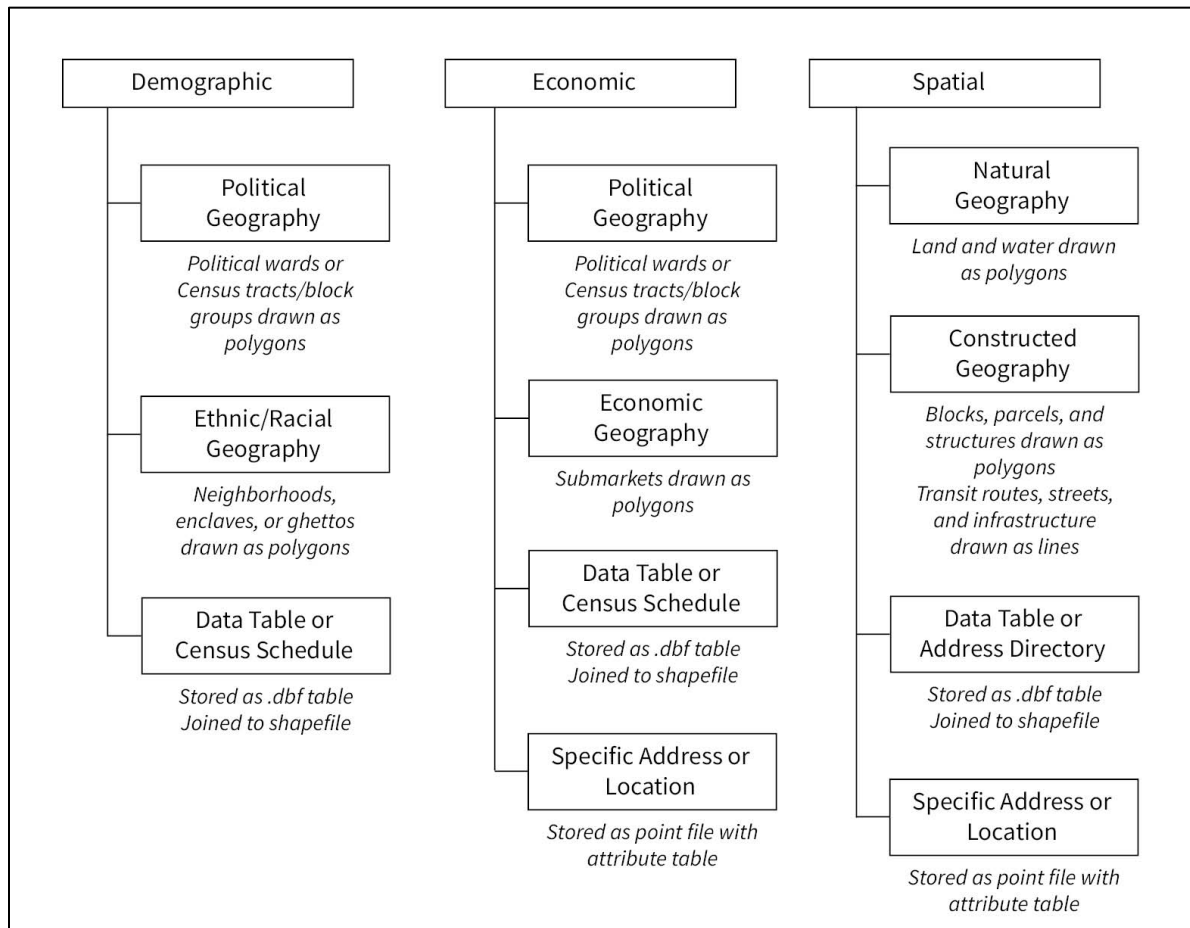 Demographic
Political
Geography
Political wards or
Census tracts/block
groups drawn as
polygons
Ethnic/Racial
Geography
Neighborhoods,
enclaves, or ghettos
drawn as polygons
Data Table or
Census Schedule
Stored as .dbf table
Joined to shapefile
Economic
Political
Geography
Political wards or
Census tracts/block
groups drawn as
polygons
Economic
Geography
Submarkets drawn as
polygons
Data Table or
Census Schedule
Stored as .dbf table
Joined to shapefile
Specific Address or
Location
Stored as point file with
attribute table
Spatial
Natural
Geography
Land and water drawn
as polygons
Constructed
Geography
Blocks, parcels, and
structures drawn as
polygons
Transit routes, streets,
and infrastructure
drawn as lines
Data Table or
Address Directory
Stored as .dbf table
Joined to shapefile
Specific Address or
Location
Stored as point file with
attribute table